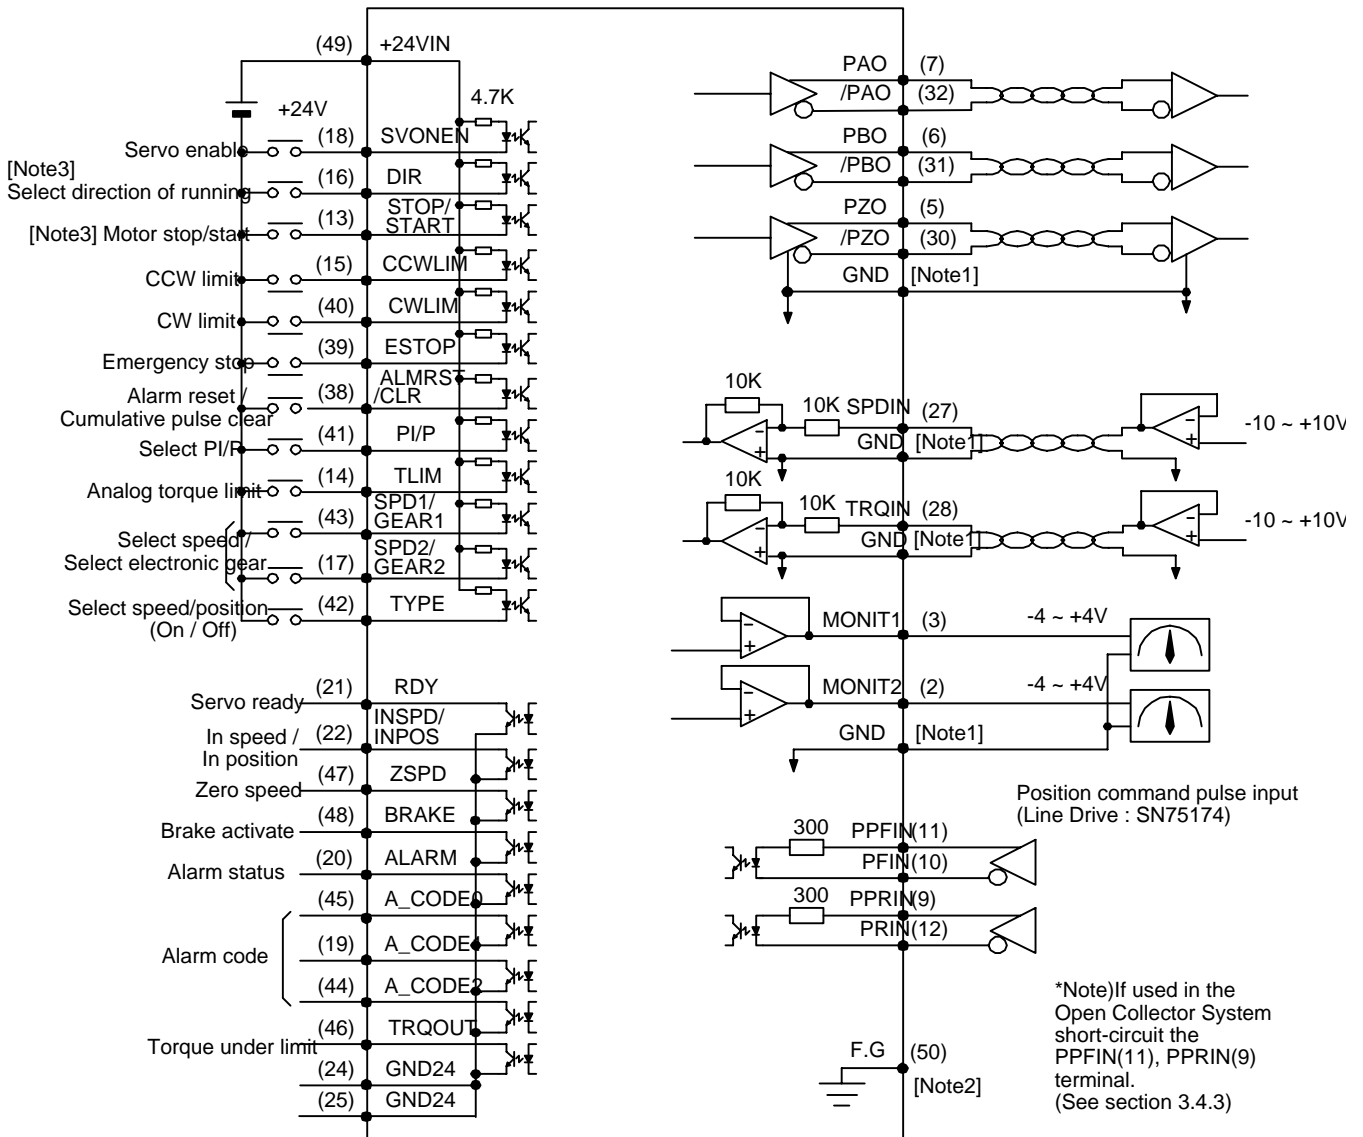 (49) +24VIN
+24V
4.7K
Servo enable (18) SVONEN
[Note3]
Select direction of running (16) DIR
[Note3] Motor stop/start (13) STOP/
START
CCW limit (15) CCWLIM
CW limit (40) CWLIM
Emergency stop (39) ESTOP
Alarm reset / (38) ALMRST
Cumulative pulse clear /CLR
Select PI/P (41) PI/P
Analog torque limit (14) TLIM
Select speed / (43) SPD1/
GEAR1
Select electronic gear (17) SPD2/
GEAR2
Select speed/position (42) TYPE
(On / Off)
Servo ready (21) RDY
In speed / (22) INSPD/
In position INPOS
Zero speed (47) ZSPD
Brake activate (48) BRAKE
Alarm status (20) ALARM
(45) A_CODE0
Alarm code (19) A_CODE1
(44) A_CODE2
Torque under limit (46) TRQOUT
(24) GND24
(25) GND24
PAO (7)
/PAO (32)
PBO (6)
/PBO (31)
PZO (5)
/PZO (30)
GND [Note1]
10K
10K SPDIN (27)
GND [Note1]
-10 ~ +10V
10K
10K TRQIN (28)
GND [Note1]
-10 ~ +10V
MONIT1 (3) -4 ~ +4V
MONIT2 (2) -4 ~ +4V
GND [Note1]
Position command pulse input
(Line Drive : SN75174)
300 PPFIN(11)
PFIN(10)
300 PPRIN(9)
PRIN(12)
*Note)If used in the
Open Collector System
short-circuit the
PPFIN(11), PPRIN(9)
terminal.
(See section 3.4.3)
F.G (50)
[Note2]